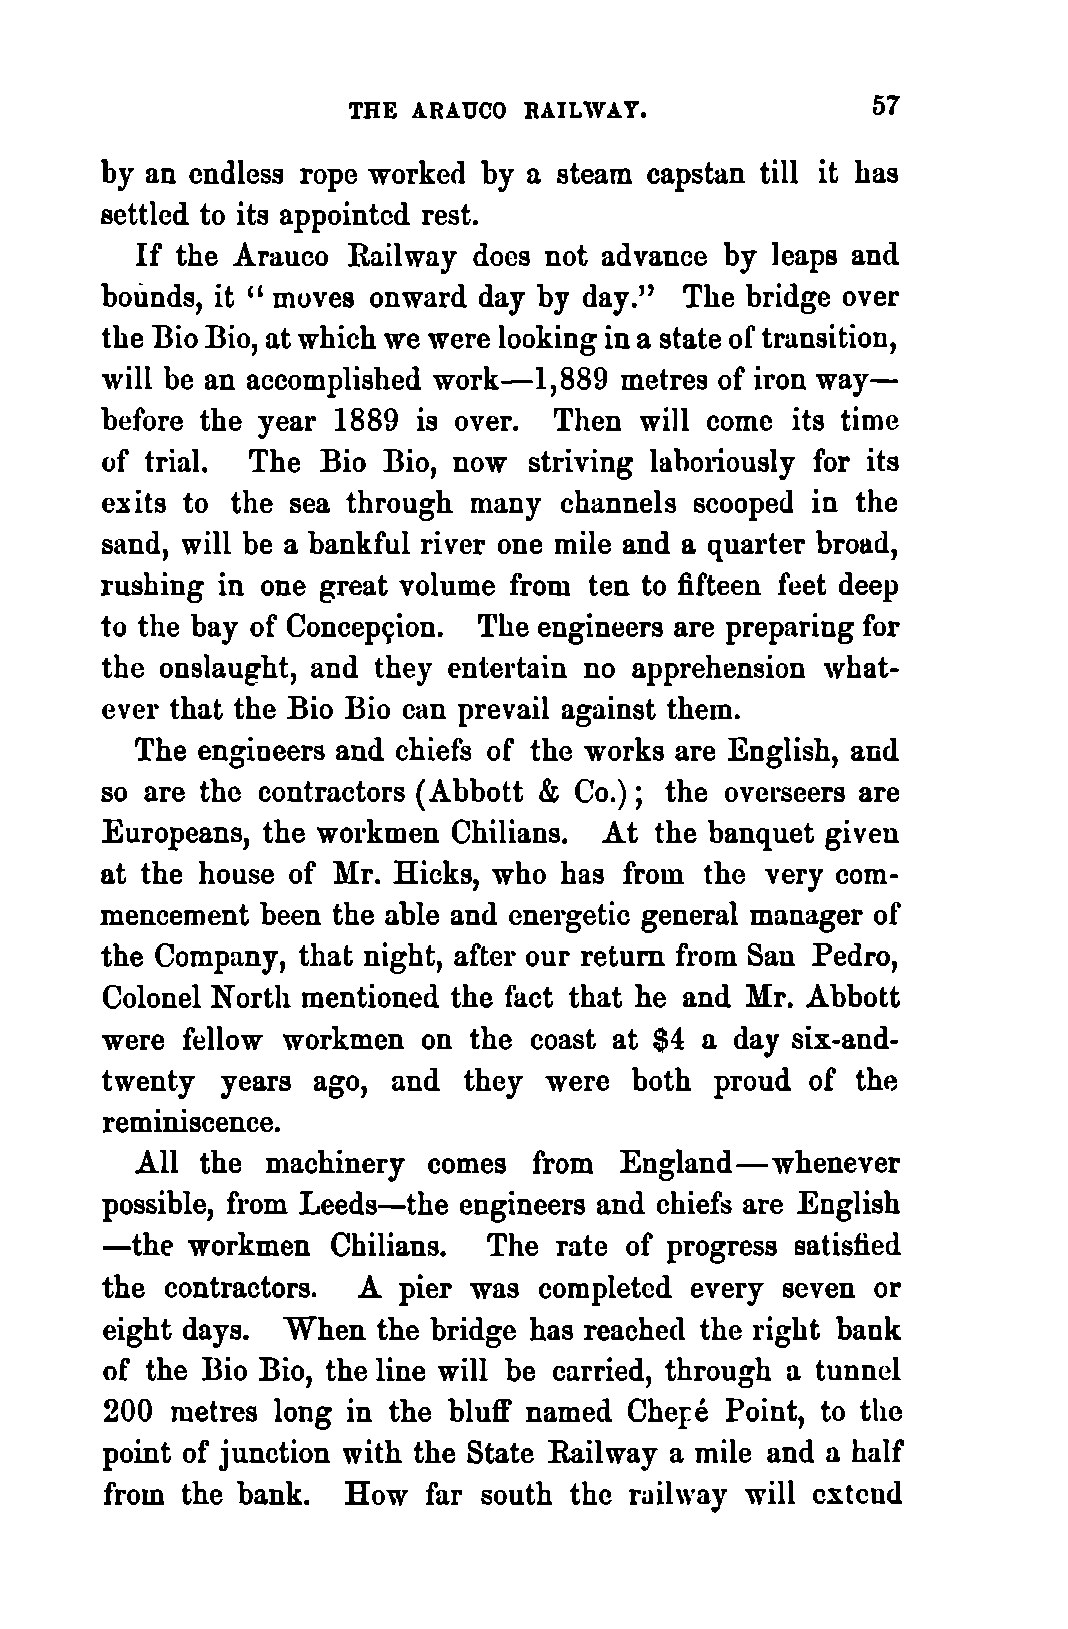 THE ARAUCO RAILWAY. 57
by an endless rope worked by a steam capstan till it has
settled to its appointed rest.
If the Arauco Railway does not advance by leaps and
bounds, it “ moves onward day by day.” The bridge over
the Bio Bio, at which we were looking in a state of transition,
will be an accomplished work—1,889 metres of iron way—
before the year 1889 is over. Then will come its time
of trial. The Bio Bio, now striving laboriously for its
exits to the sea through many channels scooped in the
sand, will be a bankful river one mile and a quarter broad,
rushing in one great volume from ten to fifteen feet deep
to the bay of Concepçion. The engineers are preparing for
the onslaught, and they entertain no apprehension what-
ever that the Bio Bio can prevail against them.
The engineers and chiefs of the works are English, and
so are the contractors (Abbott & Co.) ; the overseers are
Europeans, the workmen Chilians. At the banquet given
at the house of Mr. Hicks, who has from the very com-
mencement been the able and energetic general manager of
the Company, that night, after our return from San Pedro,
Colonel North mentioned the fact that he and Mr. Abbott
were fellow workmen on the coast at $4 a day six-and-
twenty years ago, and they were both proud of the
reminiscence.
All the machinery comes from England—whenever
possible, from Leeds—the engineers and chiefs are English
—the workmen Chilians. The rate of progress satisfied
the contractors. A pier was completed every seven or
eight days. When the bridge has reached the right bank
of the Bio Bio, the line will be carried, through a tunnel
200 metres long in the bluff named Chepé Point, to the
point of junction with the State Railway a mile and a half
from the bank. How far south the railway will extend